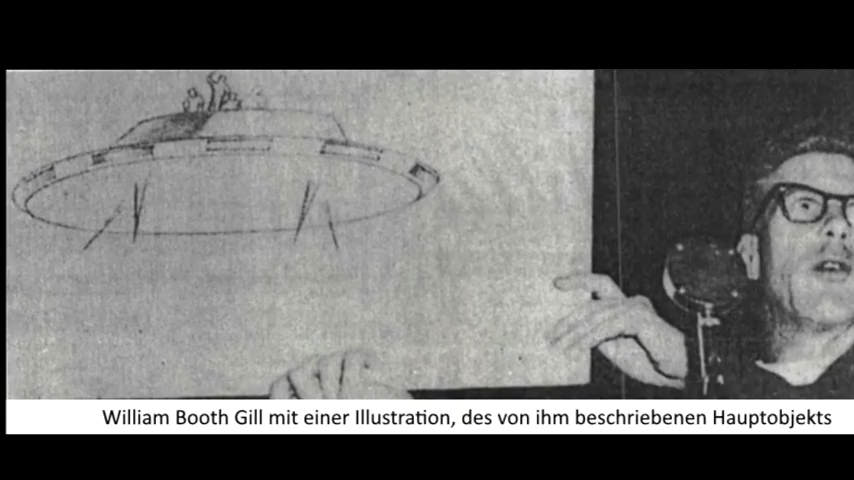 William Booth Gill mit einer Illustration, des von ihm beschriebenen Hauptobjekts